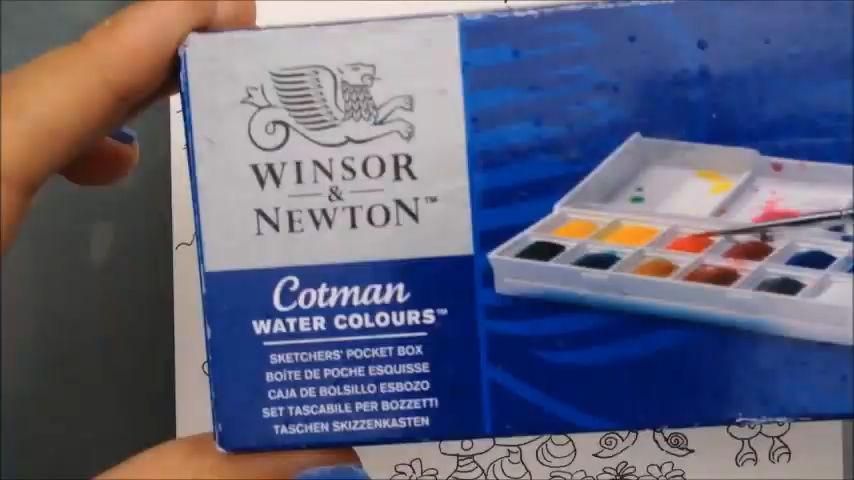 WINSOR
&
NEWTON™
Cotman
WATER COLOURS™
SKETCHERS' POCKET BOX
BOÎTE DE POCHE ESQUISSE
CAJA DE BOLSILLO ESBOZO
SET TASCABILE PER BOZZETTI
TASCHEN SKIZZENKASTEN